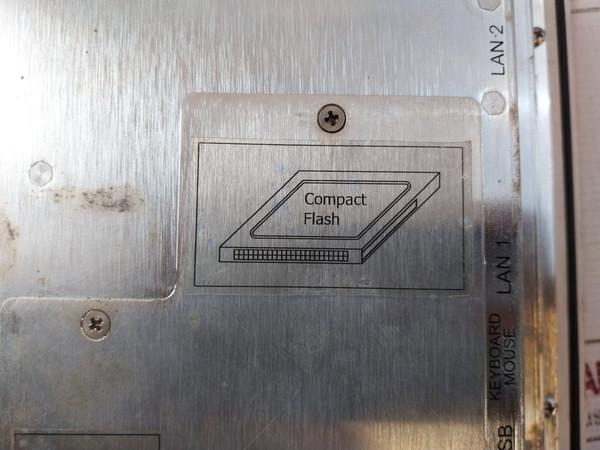 Compact
Flash
LAN-2
LAN 1
KEYBOARD
MOUSE